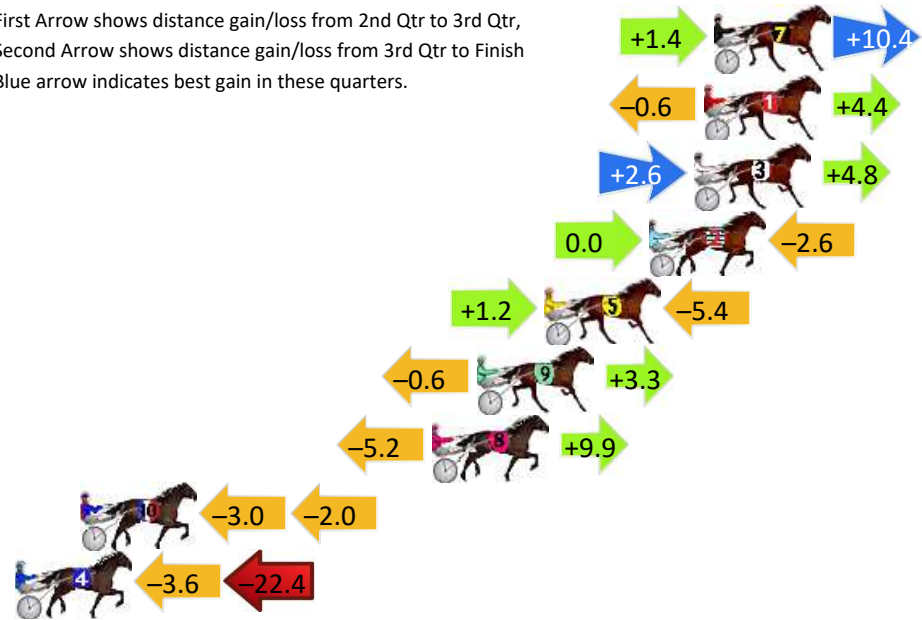 First Arrow shows distance gain/loss from 2nd Qtr to 3rd Qtr,
Second Arrow shows distance gain/loss from 3rd Qtr to Finish
Blue arrow indicates best gain in these quarters.
+1.4 7 +10.4
–0.6 1 +4.4
+2.6 3 +4.8
0.0 2 –2.6
+1.2 5 –5.4
–0.6 9 +3.3
–5.2 8 +9.9
10 –3.0 –2.0
4 –3.6 –22.4